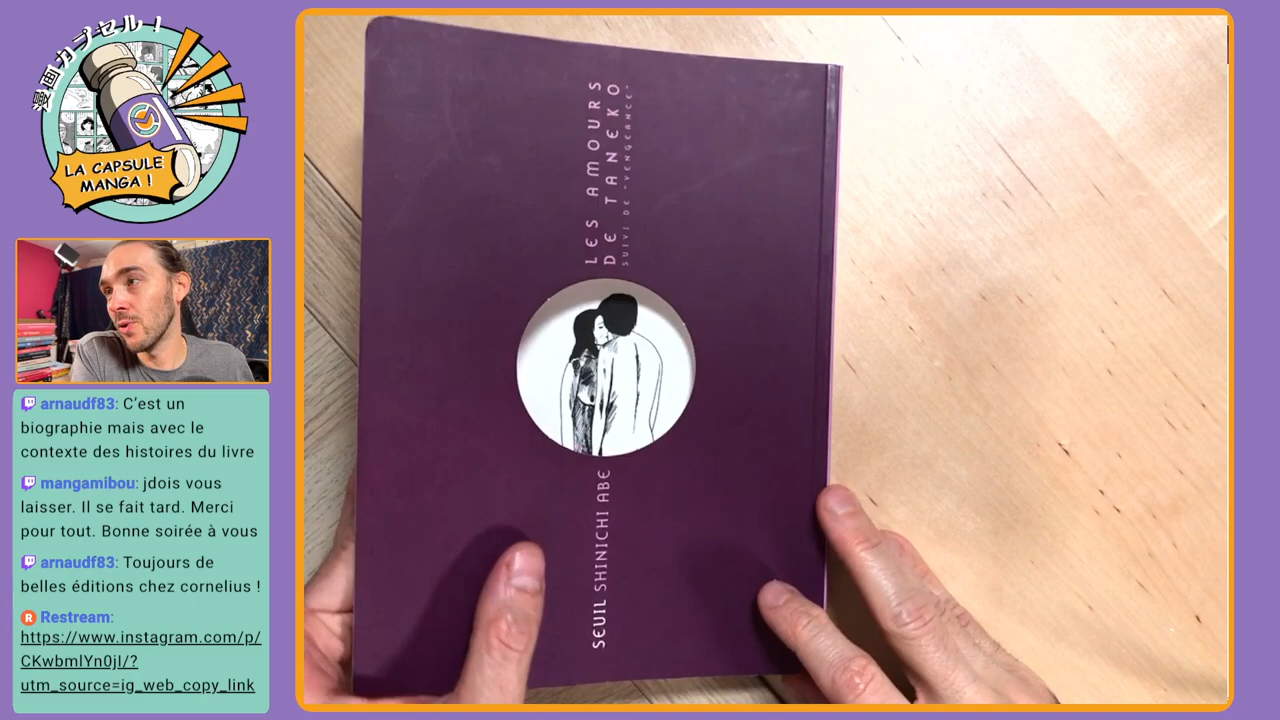 漫画カプセル!
LA CAPSULE
MANGA !
arnaudf83: C'est un
biographie mais avec le
contexte des histoires du livre
mangamibou: jdois vous
laisser. Il se fait tard. Merci
pour tout. Bonne soirée à vous
arnaudf83: Toujours de
belles éditions chez cornelius !
Restream:
https://www.instagram.com/p/
CKwbmlYn0jI/?
utm_source=ig_web_copy_link
LES AMOURS
DE TANEKO
SUIVI DE "VENGEANCE"
SEUIL SHINICHI ABE